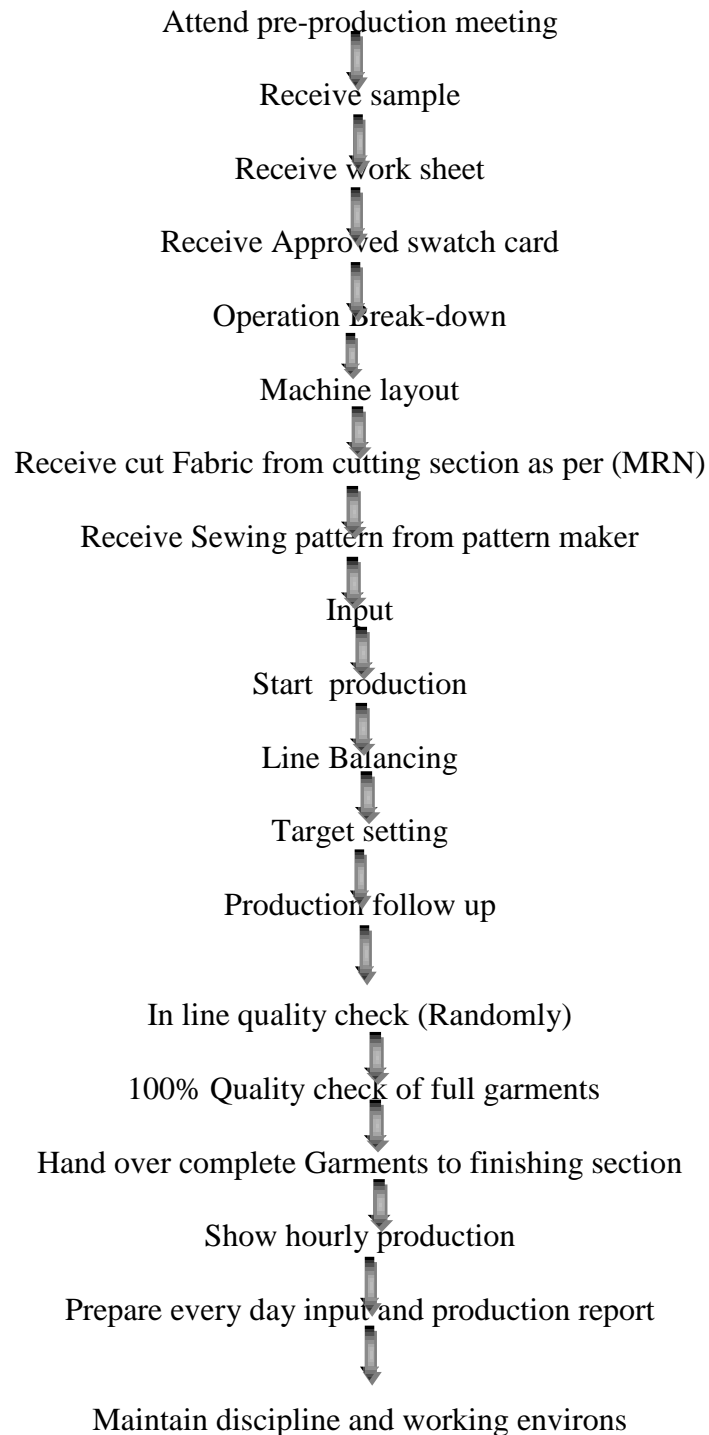 Attend pre-production meeting
Receive sample
Receive work sheet
Receive Approved swatch card
Operation Break-down
Machine layout
Receive cut Fabric from cutting section as per (MRN)
Receive Sewing pattern from pattern maker
Input
Start production
Line Balancing
Target setting
Production follow up
In line quality check (Randomly)
100% Quality check of full garments
Hand over complete Garments to finishing section
Show hourly production
Prepare every day input and production report
Maintain discipline and working environs